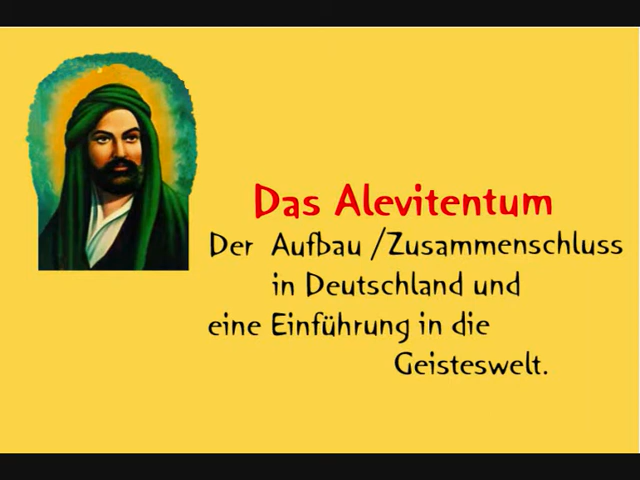 Das Alevitentum
Der Aufbau /Zusammenschluss
in Deutschland und
eine Einführung in die
Geisteswelt.